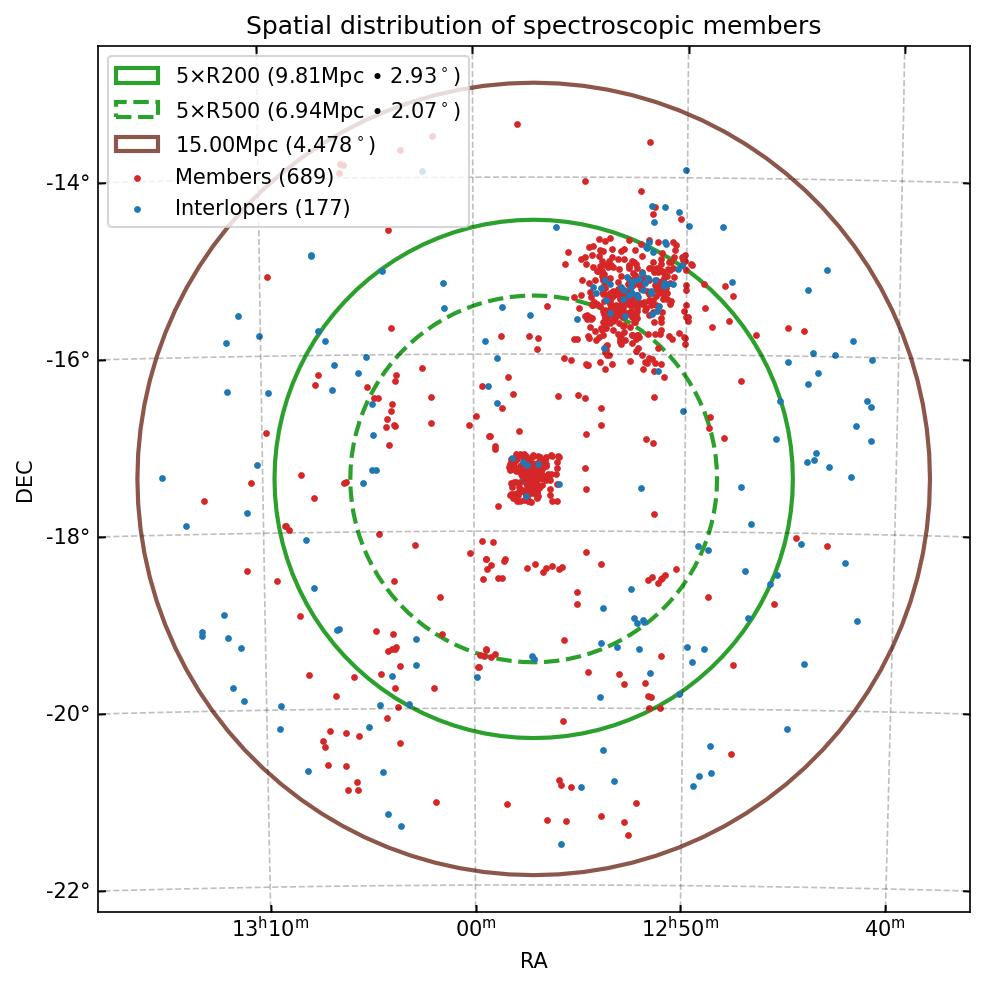 Spatial distribution of spectroscopic members
5×R200 (9.81Mpc • 2.93°)
5×R500 (6.94Mpc • 2.07°)
15.00Mpc (4.478°)
Members (689)
Interlopers (177)
-14°
-16°
-18°
-20°
-22°
DEC
13ʰ10ᵐ 00ᵐ 12ʰ50ᵐ 40ᵐ
RA